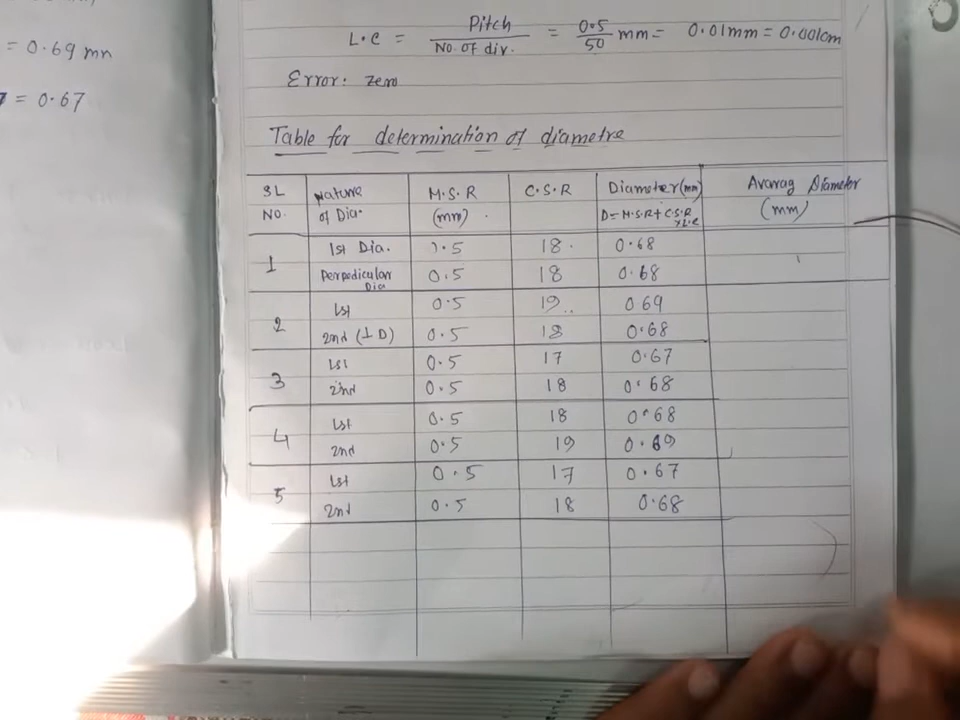 = 0.69 mn
= 0.67
L.C = Pitch / No. of div. = 0.5 / 50 mm = 0.01mm = 0.001cm
Error: zero
Table for determination of diametre
SL NO. | Nature of Dia. | M.S.R (mm) | C.S.R | Diameter (mm) D = M.S.R + C.S.R × L.C | Avarag Diameter (mm)
1 | 1st Dia. | 0.5 | 18 | 0.68
Perpedicular Dia | 0.5 | 18 | 0.68
2 | 1st | 0.5 | 19 | 0.69
2nd (⊥ D) | 0.5 | 18 | 0.68
3 | 1st | 0.5 | 17 | 0.67
2nd | 0.5 | 18 | 0.68
4 | 1st | 0.5 | 18 | 0.68
2nd | 0.5 | 19 | 0.69
5 | 1st | 0.5 | 17 | 0.67
2nd | 0.5 | 18 | 0.68